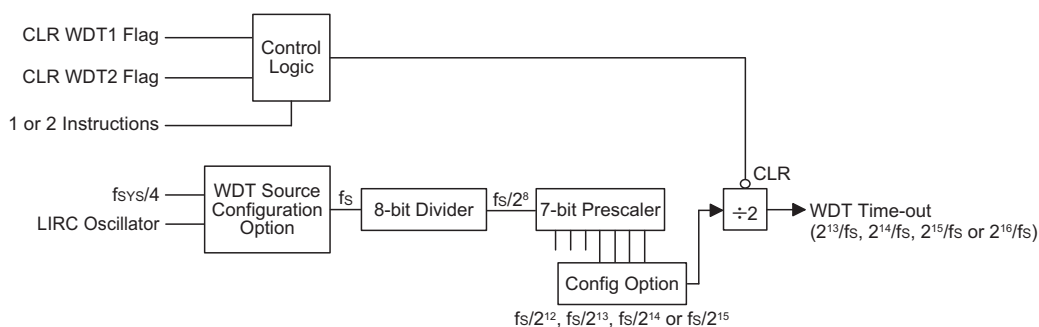 CLR WDT1 Flag
CLR WDT2 Flag
1 or 2 Instructions
Control
Logic
fSYS/4
LIRC Oscillator
WDT Source
Configuration
Option
fS
8-bit Divider
fS/2⁸
7-bit Prescaler
Config Option
fS/2¹², fS/2¹³, fS/2¹⁴ or fS/2¹⁵
CLR
÷2
WDT Time-out
(2¹³/fS, 2¹⁴/fS, 2¹⁵/fS or 2¹⁶/fS)